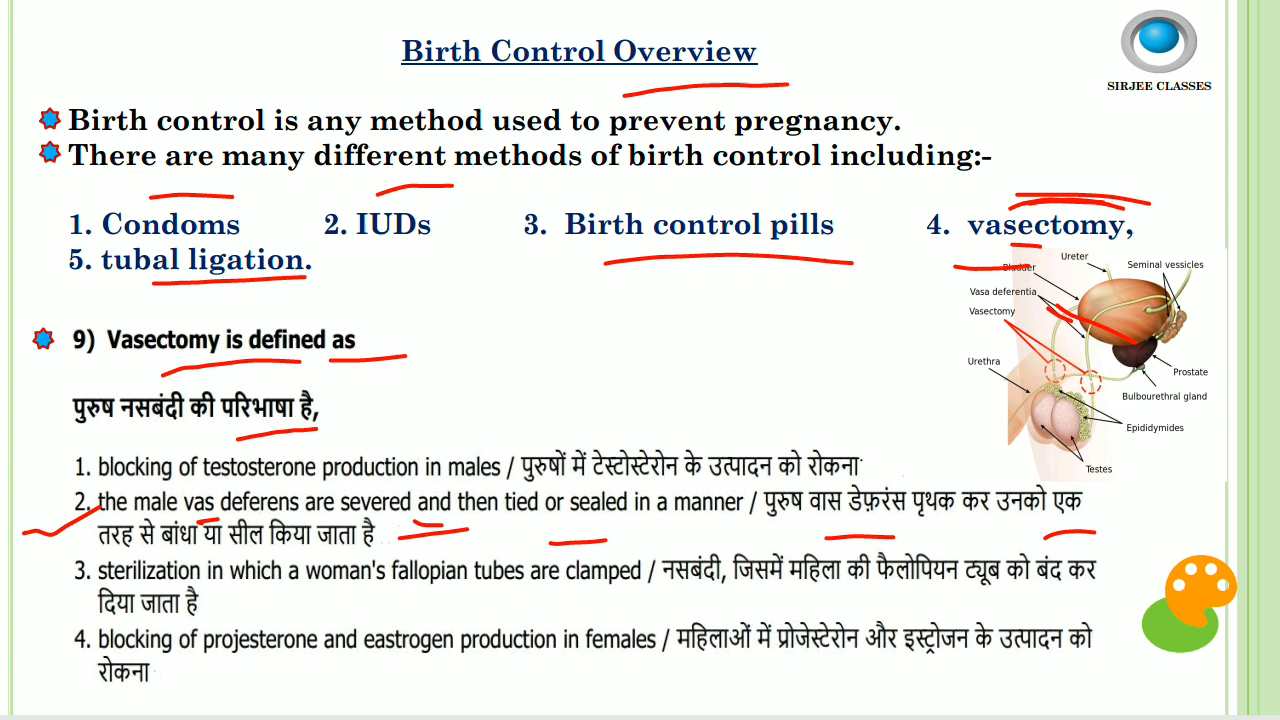 Birth Control Overview
SIRJEE CLASSES
Birth control is any method used to prevent pregnancy.
There are many different methods of birth control including:-
1. Condoms 2. IUDs 3. Birth control pills 4. vasectomy,
5. tubal ligation.
Bladder
Ureter
Seminal vessicles
Vasa deferentia
Vasectomy
Urethra
Prostate
Bulbourethral gland
Epididymides
Testes
9) Vasectomy is defined as
पुरुष नसबंदी की परिभाषा है,
1. blocking of testosterone production in males / पुरुषों में टेस्टोस्टेरोन के उत्पादन को रोकना
2. the male vas deferens are severed and then tied or sealed in a manner / पुरुष वास डेफ़रंस पृथक कर उनको एक
तरह से बांधा या सील किया जाता है
3. sterilization in which a woman's fallopian tubes are clamped / नसबंदी, जिसमें महिला की फैलोपियन ट्यूब को बंद कर
दिया जाता है
4. blocking of projesterone and eastrogen production in females / महिलाओं में प्रोजेस्टेरोन और इस्ट्रोजन के उत्पादन को
रोकना